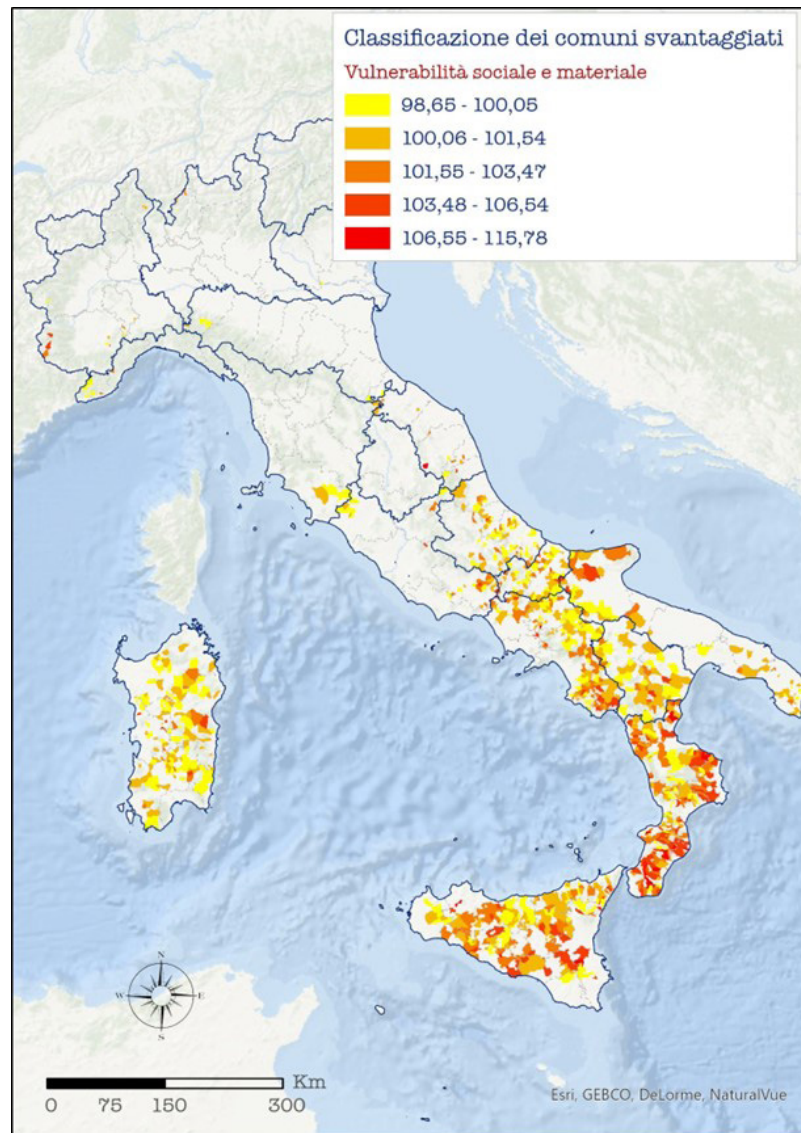 Classificazione dei comuni svantaggiati
Vulnerabilità sociale e materiale
98,65 - 100,05
100,06 - 101,54
101,55 - 103,47
103,48 - 106,54
106,55 - 115,78
N
W E
S
Km
0 75 150 300
Esri, GEBCO, DeLorme, NaturalVue